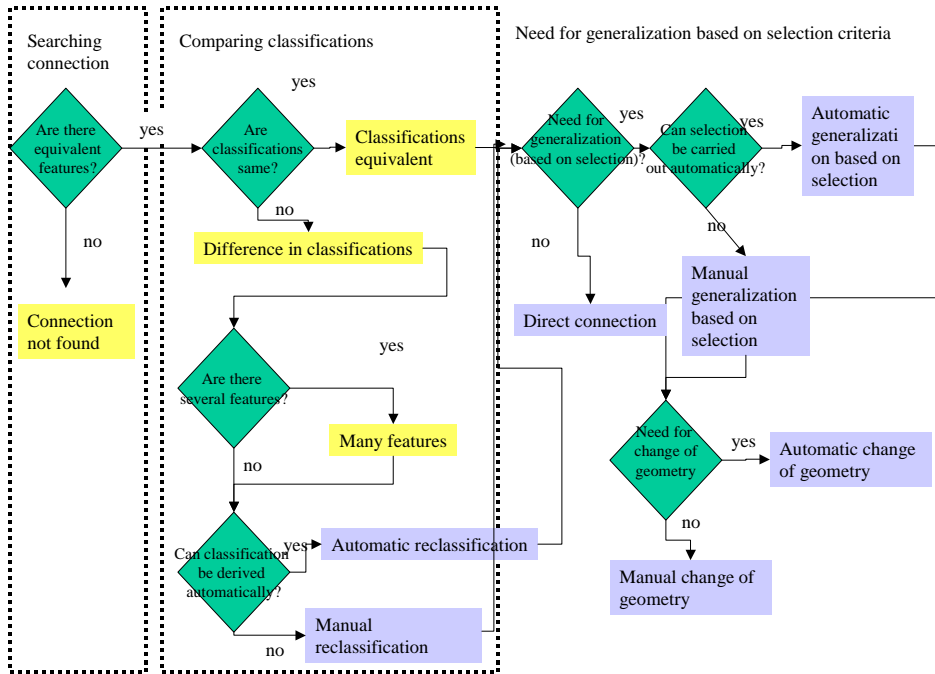 Searching
connection
Comparing classifications
Need for generalization based on selection criteria
Are there
equivalent
features?
yes
no
Connection
not found
yes
Are
classifications
same?
Classifications
equivalent
no
Difference in classifications
Are there
several features?
yes
Many features
no
Can classification
be derived
automatically?
yes
Automatic reclassification
no
Manual
reclassification
Need for
generalization
(based on selection)?
yes
no
Direct connection
Can selection
be carried
out automatically?
yes
Automatic
generalizati
on based on
selection
no
Manual
generalization
based on
selection
Need for
change of
geometry
yes
Automatic change
of geometry
no
Manual change of
geometry